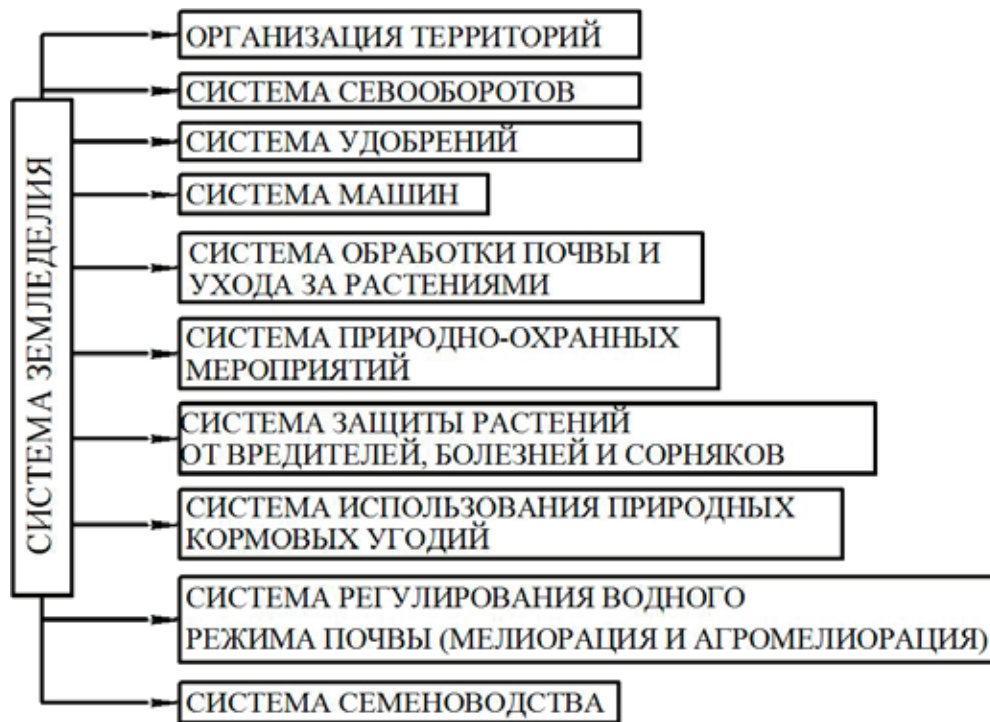 СИСТЕМА ЗЕМЛЕДЕЛИЯ
ОРГАНИЗАЦИЯ ТЕРРИТОРИЙ
СИСТЕМА СЕВООБОРОТОВ
СИСТЕМА УДОБРЕНИЙ
СИСТЕМА МАШИН
СИСТЕМА ОБРАБОТКИ ПОЧВЫ И
УХОДА ЗА РАСТЕНИЯМИ
СИСТЕМА ПРИРОДНО-ОХРАННЫХ
МЕРОПРИЯТИЙ
СИСТЕМА ЗАЩИТЫ РАСТЕНИЙ
ОТ ВРЕДИТЕЛЕЙ, БОЛЕЗНЕЙ И СОРНЯКОВ
СИСТЕМА ИСПОЛЬЗОВАНИЯ ПРИРОДНЫХ
КОРМОВЫХ УГОДИЙ
СИСТЕМА РЕГУЛИРОВАНИЯ ВОДНОГО
РЕЖИМА ПОЧВЫ (МЕЛИОРАЦИЯ И АГРОМЕЛИОРАЦИЯ)
СИСТЕМА СЕМЕНОВОДСТВА